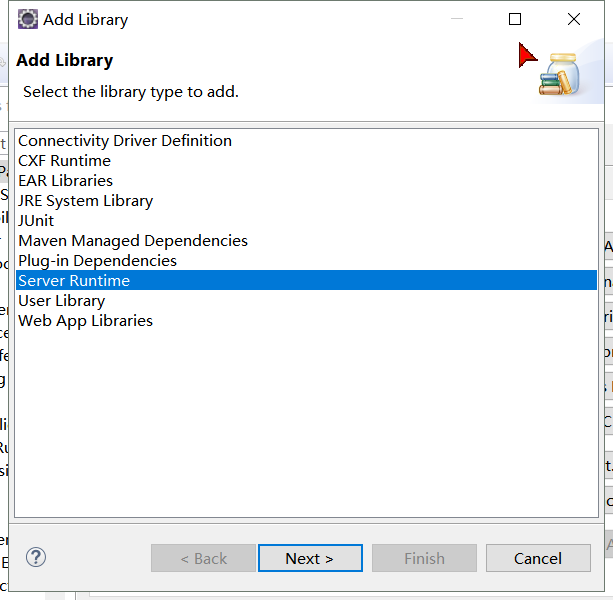 Add Library
Add Library
Select the library type to add.
Connectivity Driver Definition
CXF Runtime
EAR Libraries
JRE System Library
JUnit
Maven Managed Dependencies
Plug-in Dependencies
Server Runtime
User Library
Web App Libraries
?
< Back
Next >
Finish
Cancel